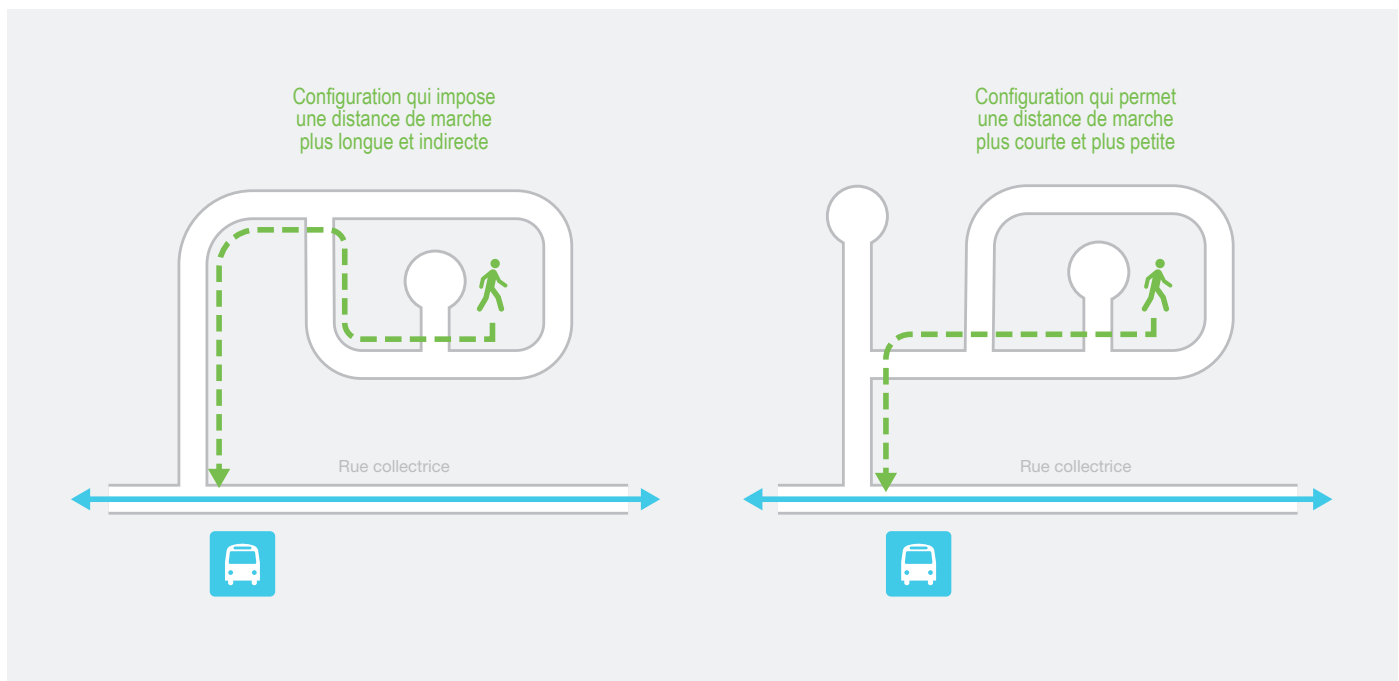 Configuration qui impose
une distance de marche
plus longue et indirecte
Configuration qui permet
une distance de marche
plus courte et plus petite
Rue collectrice
Rue collectrice